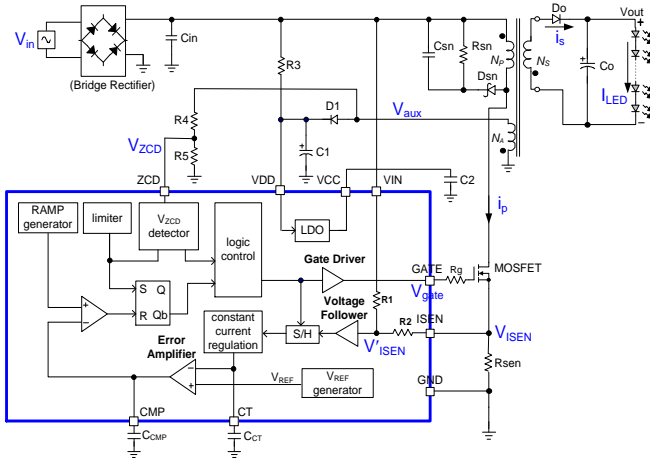 Vin
(Bridge Rectifier)
Cin
R3
Csn
Rsn
Dsn
NP
NS
Do
is
Vout
+
Co
+
ILED
−
R4
R5
VZCD
D1
C1
+
Vaux
NA
C2
ip
ZCD
VDD
VCC
VIN
RAMP
generator
limiter
VZCD
detector
logic
control
LDO
Gate Driver
GATE
Rg
MOSFET
Vgate
S
Q
R
Qb
constant
current
regulation
S/H
Voltage
Follower
R1
R2
ISEN
V'ISEN
VISEN
Error
Amplifier
−
+
VREF
VREF
generator
Rsen
GND
CMP
CT
CCMP
CCT